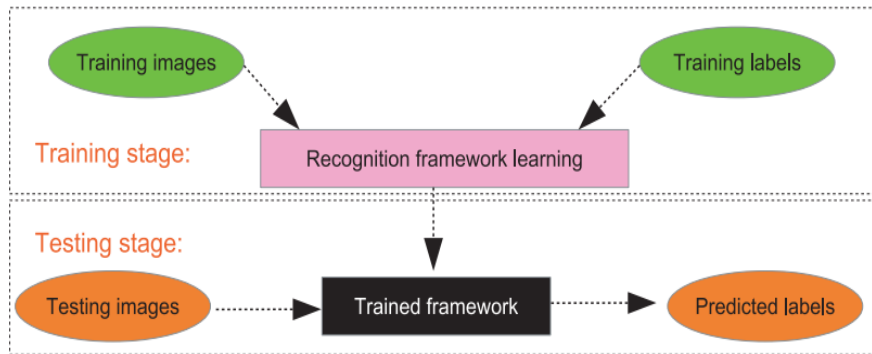 Training images
Training labels
Training stage:
Recognition framework learning
Testing stage:
Testing images
Trained framework
Predicted labels